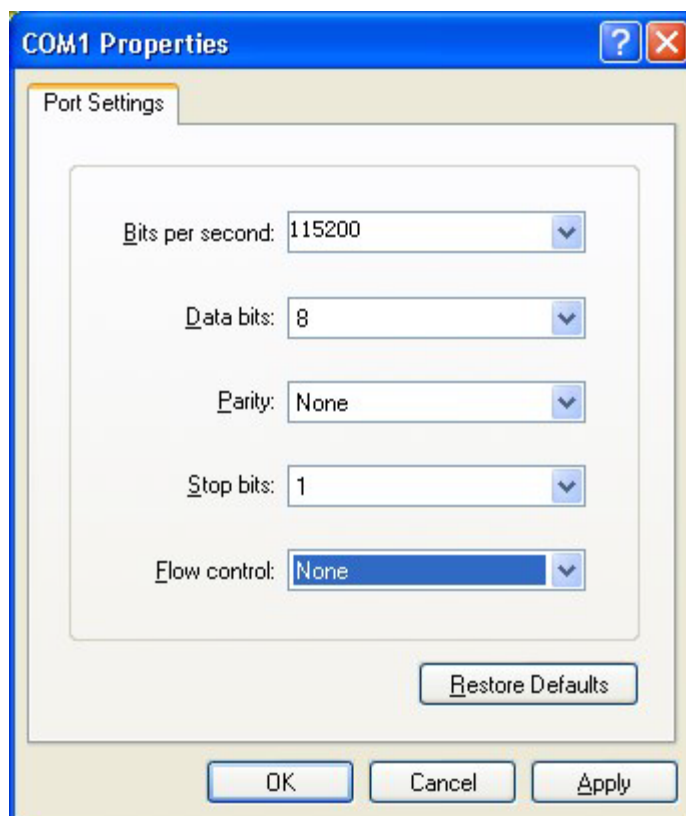 COM1 Properties
Port Settings
Bits per second: 115200
Data bits: 8
Parity: None
Stop bits: 1
Flow control: None
Restore Defaults
OK Cancel Apply